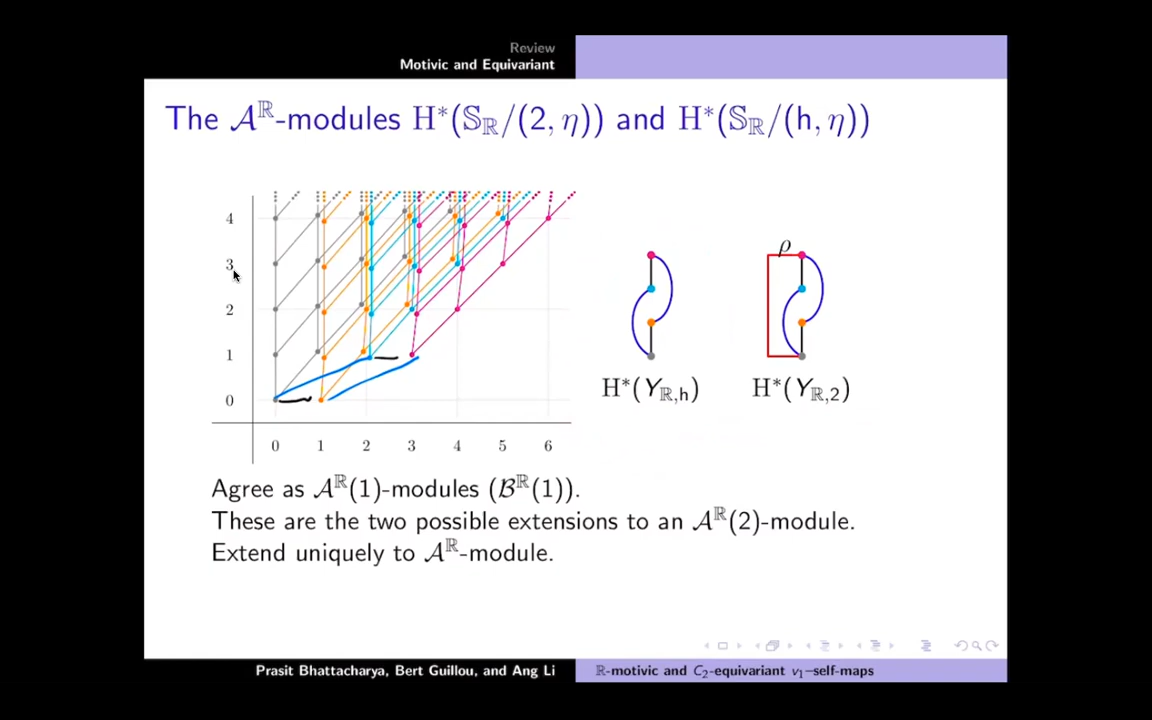 Review
Motivic and Equivariant
The 𝒜^ℝ-modules H*(𝕊_ℝ/(2, η)) and H*(𝕊_ℝ/(h, η))
4
3
2
1
0
0 1 2 3 4 5 6
ρ
H*(Y_ℝ,h) H*(Y_ℝ,2)
Agree as 𝒜^ℝ(1)-modules (ℬ^ℝ(1)).
These are the two possible extensions to an 𝒜^ℝ(2)-module.
Extend uniquely to 𝒜^ℝ-module.
Prasit Bhattacharya, Bert Guillou, and Ang Li
ℝ-motivic and C₂-equivariant v₁–self-maps